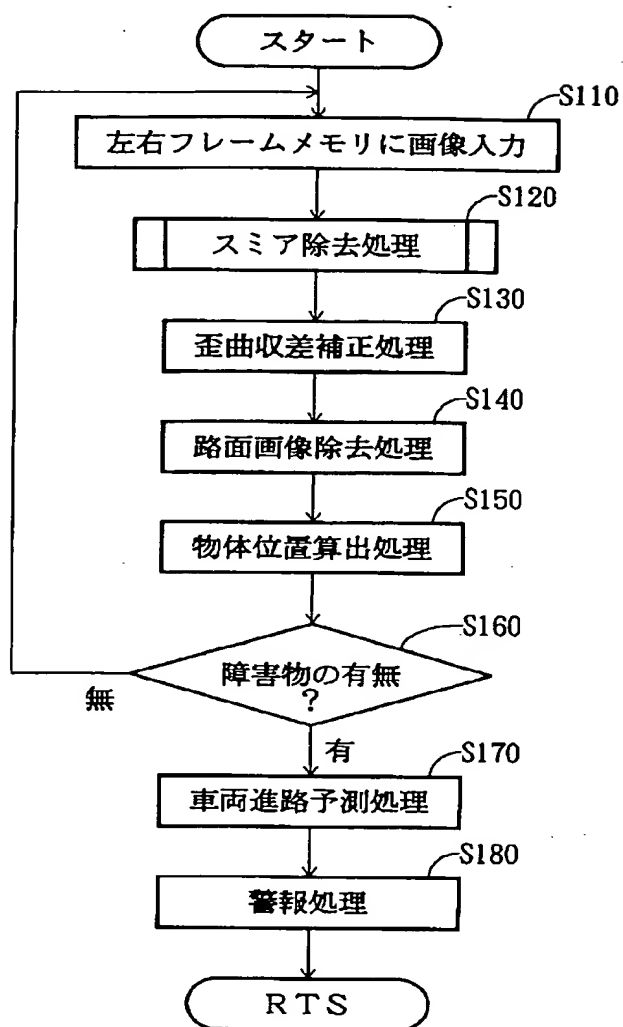 スタート
S110
左右フレームメモリに画像入力
S120
スミア除去処理
S130
歪曲収差補正処理
S140
路面画像除去処理
S150
物体位置算出処理
S160
障害物の有無
?
無
有
S170
車両進路予測処理
S180
警報処理
RTS